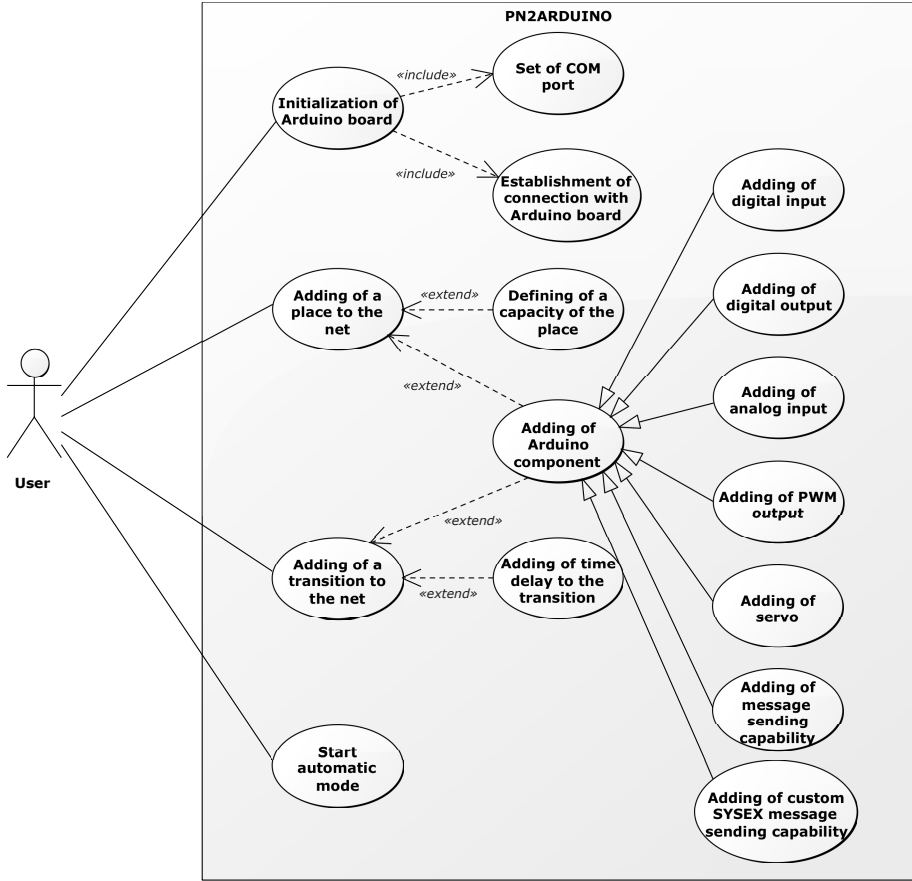 PN2ARDUINO
«include»
Set of COM
port
Initialization of
Arduino board
«include»
Establishment of
connection with
Arduino board
Adding of
digital input
Adding of a
place to the
net
«extend»
Defining of a
capacity of the
place
Adding of
digital output
«extend»
Adding of
analog input
Adding of
Arduino
component
User
Adding of PWM
output
«extend»
Adding of a
transition to
the net
«extend»
Adding of time
delay to the
transition
Adding of
servo
Adding of
message
sending
capability
Start
automatic
mode
Adding of custom
SYSEX message
sending capability